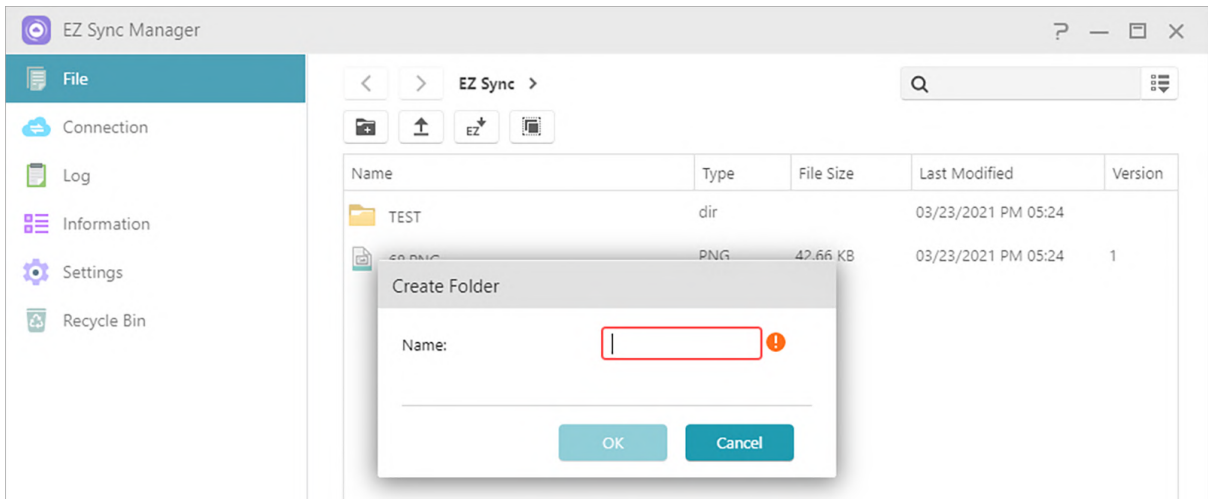 EZ Sync Manager
File
Connection
Log
Information
Settings
Recycle Bin
EZ Sync >
EZ
Name Type File Size Last Modified Version
TEST dir 03/23/2021 PM 05:24
68.PNG PNG 42.66 KB 03/23/2021 PM 05:24 1
Create Folder
Name:
OK Cancel